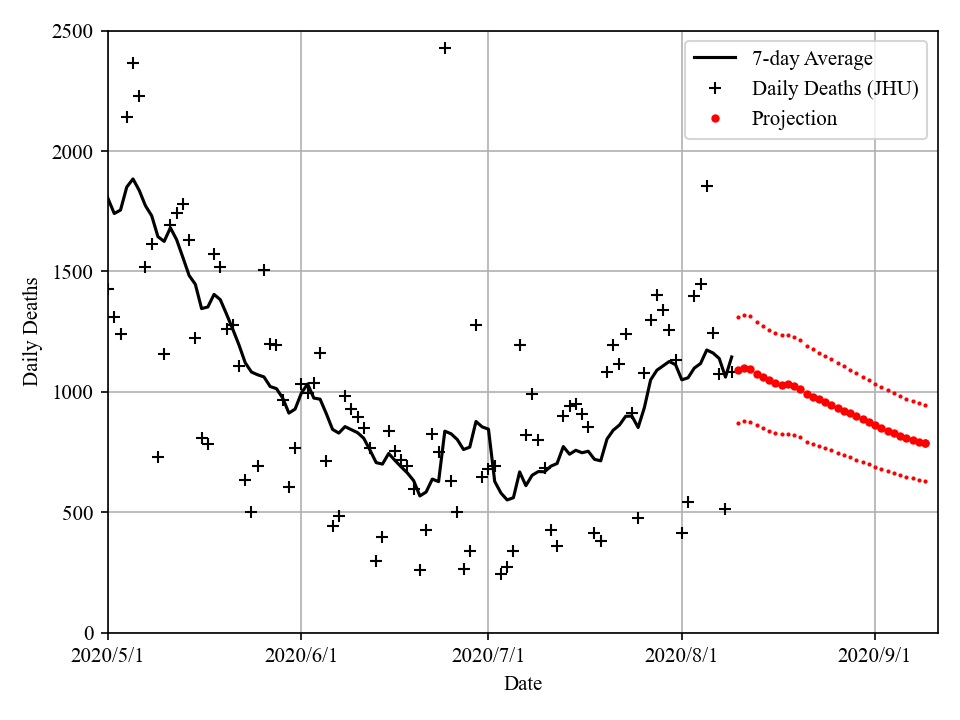 2500
2000
1500
1000
500
0
Daily Deaths
7-day Average
Daily Deaths (JHU)
Projection
2020/5/1 2020/6/1 2020/7/1 2020/8/1 2020/9/1
Date